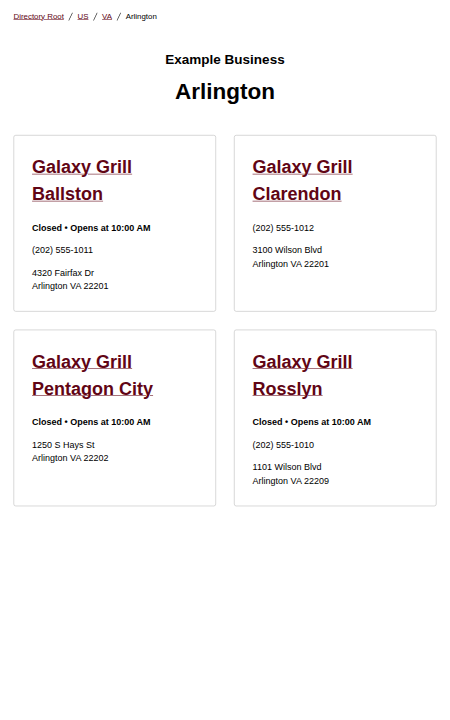 Directory Root / US / VA / Arlington
Example Business
Arlington
Galaxy Grill
Ballston
Closed • Opens at 10:00 AM
(202) 555-1011
4320 Fairfax Dr
Arlington VA 22201
Galaxy Grill
Clarendon
(202) 555-1012
3100 Wilson Blvd
Arlington VA 22201
Galaxy Grill
Pentagon City
Closed • Opens at 10:00 AM
1250 S Hays St
Arlington VA 22202
Galaxy Grill
Rosslyn
Closed • Opens at 10:00 AM
(202) 555-1010
1101 Wilson Blvd
Arlington VA 22209